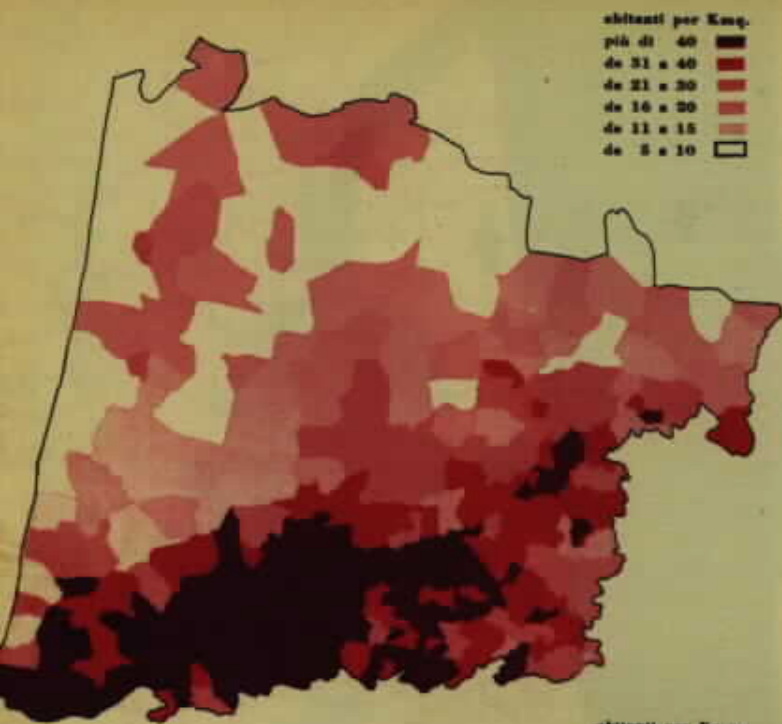 abitanti per Kmq.
più di 40
da 31 a 40
da 21 a 30
da 16 a 20
da 11 a 15
da 5 a 10